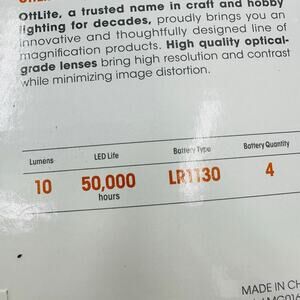 OttLite, a trusted name in craft and hobby
lighting for decades, proudly brings you an
innovative and thoughtfully designed line of
magnification products. High quality optical-
grade lenses bring high resolution and contrast
while minimizing image distortion.
Lumens LED Life Battery Type Battery Quantity
10 50,000 LR1130 4
hours
MADE IN CH